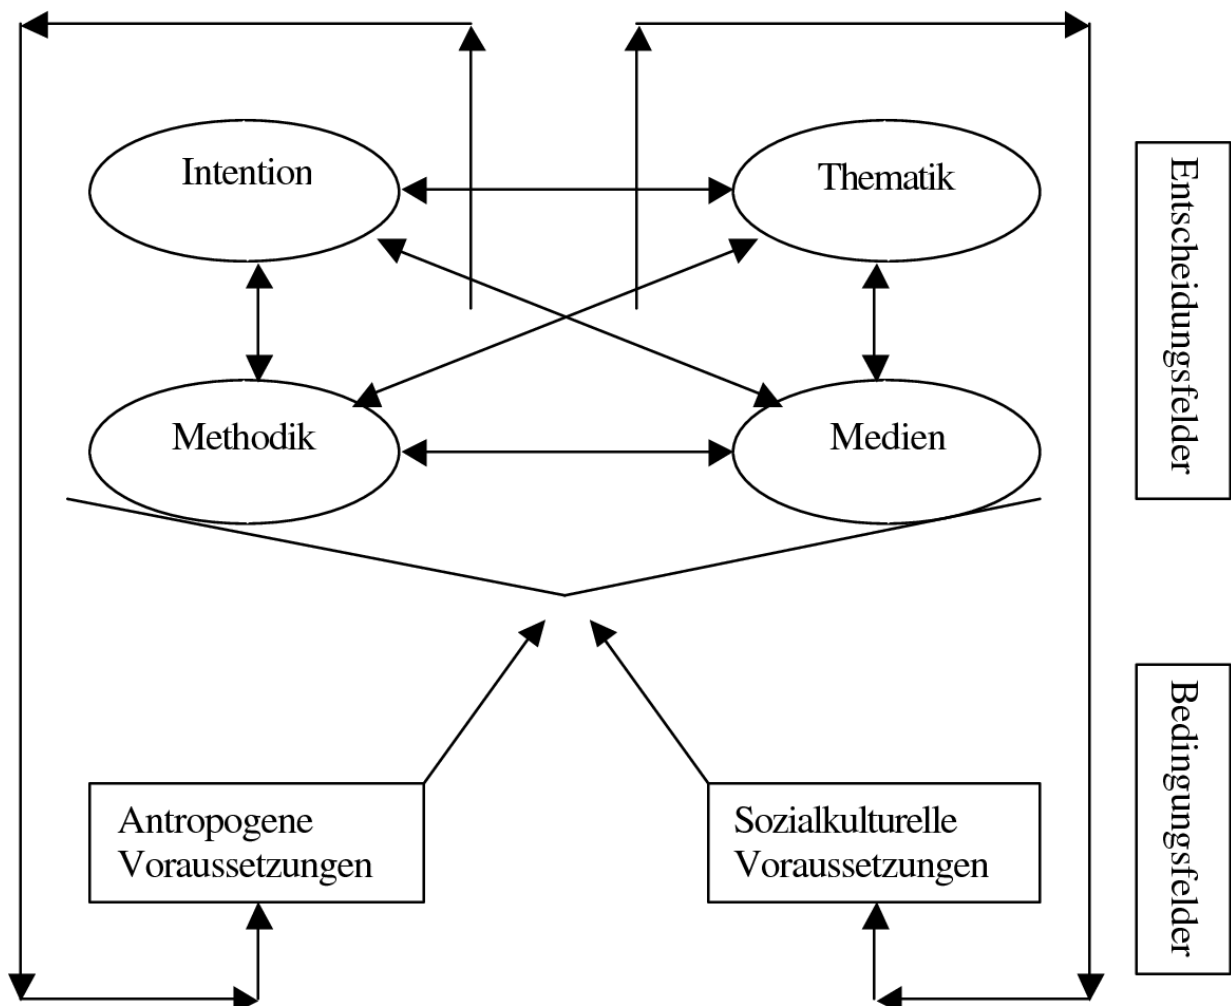 Intention
Thematik
Methodik
Medien
Entscheidungsfelder
Antropogene
Voraussetzungen
Sozialkulturelle
Voraussetzungen
Bedingungsfelder